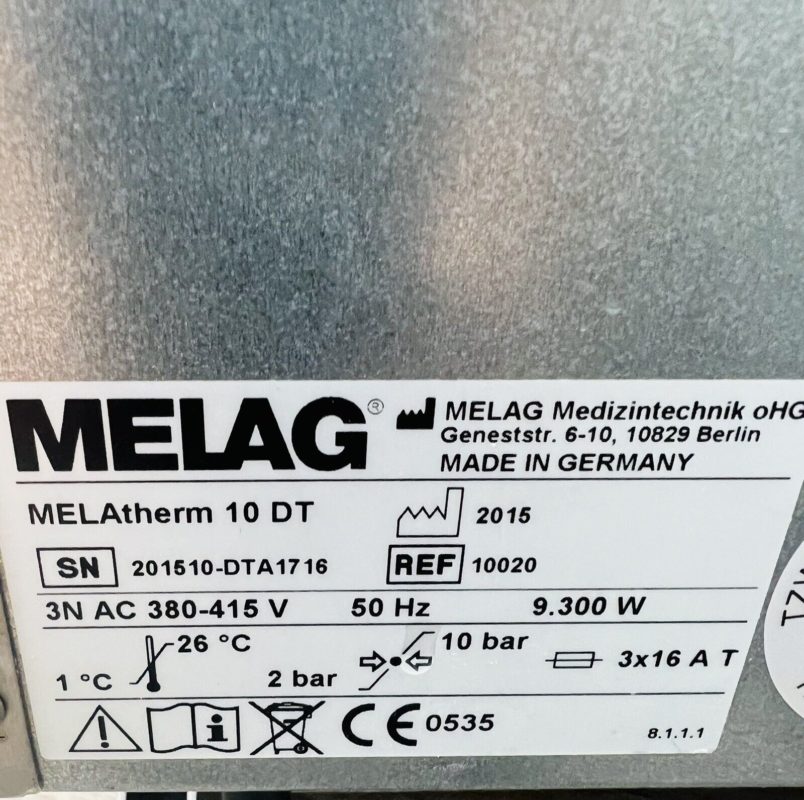 MELAG®
MELAG Medizintechnik oHG
Geneststr. 6-10, 10829 Berlin
MADE IN GERMANY
MELAtherm 10 DT
2015
SN 201510-DTA1716
REF 10020
3N AC 380-415 V 50 Hz 9.300 W
26 °C
1 °C
10 bar
2 bar
3x16 A T
i
CE 0535
8.1.1.1